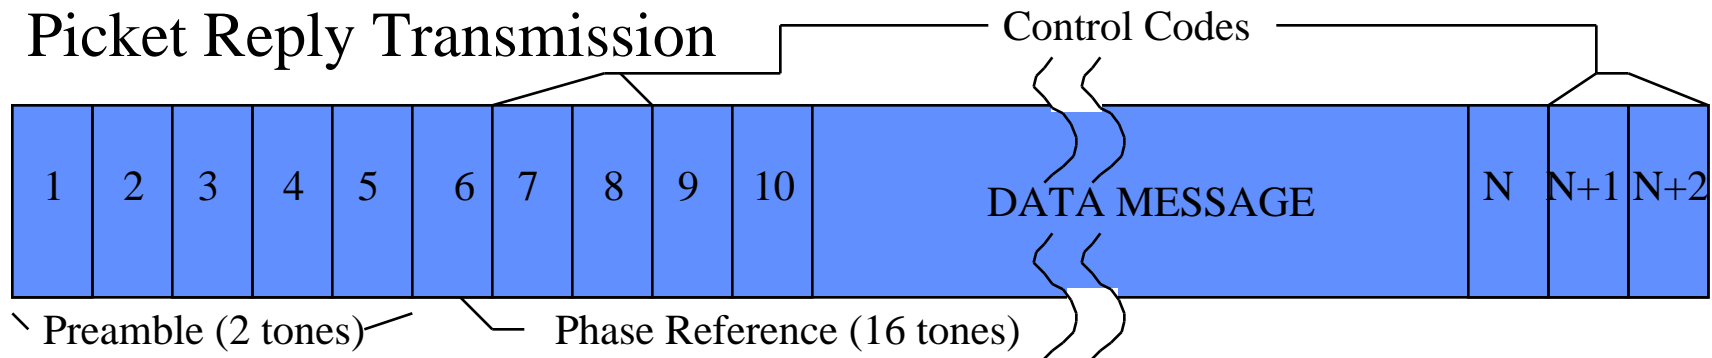 Picket Reply Transmission
Control Codes
1 2 3 4 5 6 7 8 9 10 DATA MESSAGE N N+1 N+2
Preamble (2 tones) Phase Reference (16 tones)